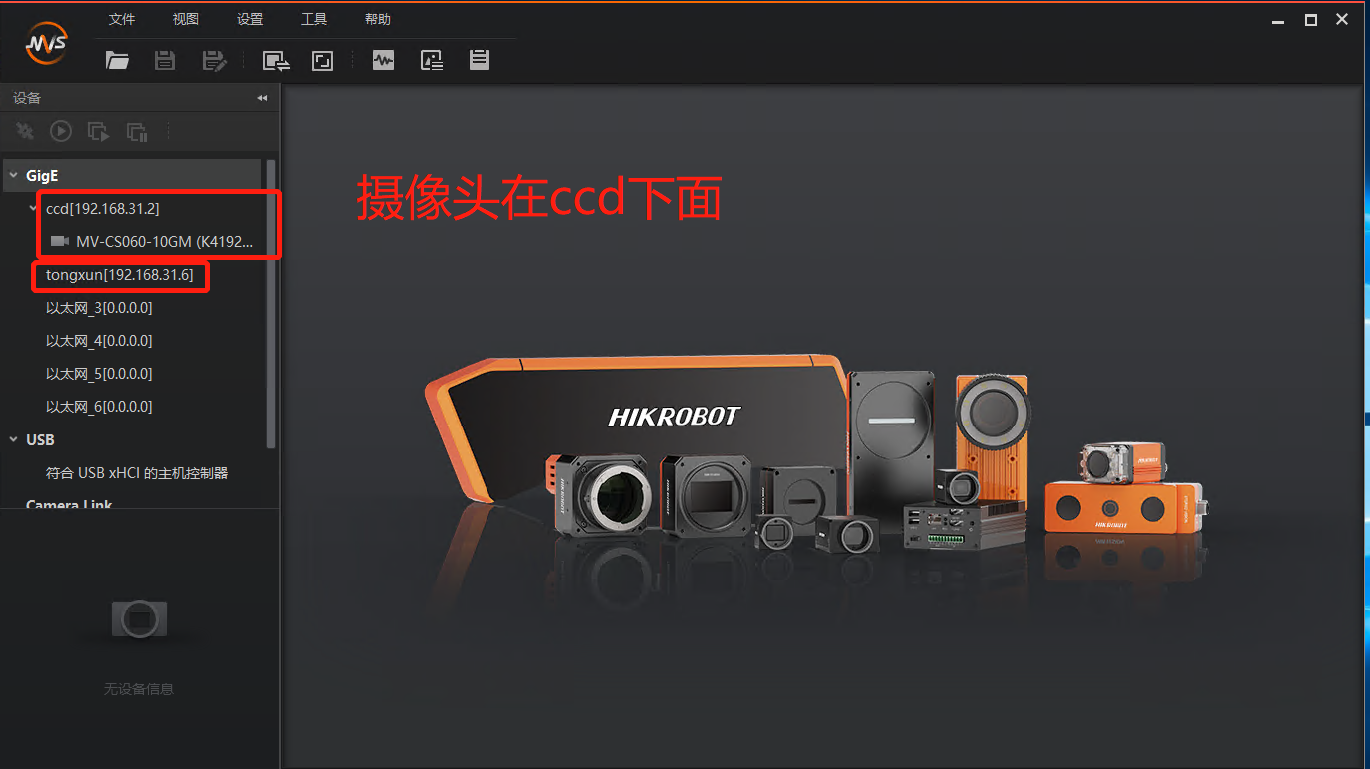 文件 视图 设置 工具 帮助
MVS
设备
GigE
ccd[192.168.31.2]
MV-CS060-10GM (K4192...
tongxun[192.168.31.6]
以太网_3[0.0.0.0]
以太网_4[0.0.0.0]
以太网_5[0.0.0.0]
以太网_6[0.0.0.0]
USB
符合 USB xHCI 的主机控制器
Camera Link
无设备信息
摄像头在ccd下面
HIKROBOT
HIKROBOT